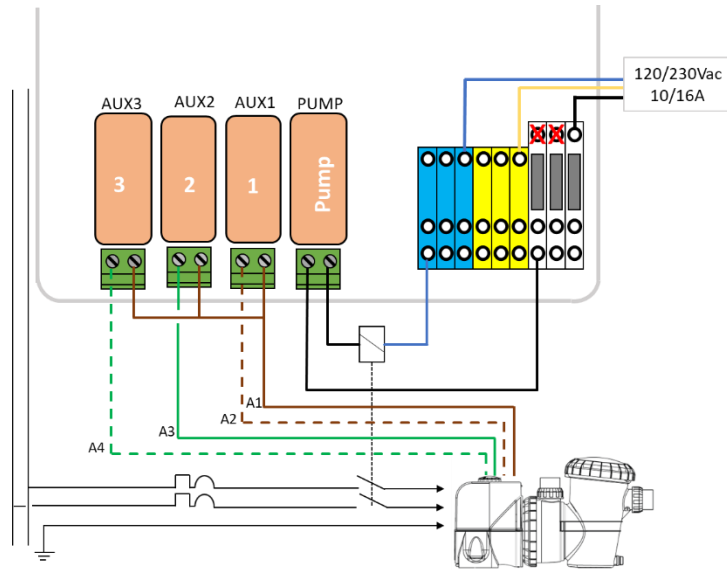 120/230Vac
10/16A
AUX3 AUX2 AUX1 PUMP
3 2 1 Pump
A1
A2
A3
A4